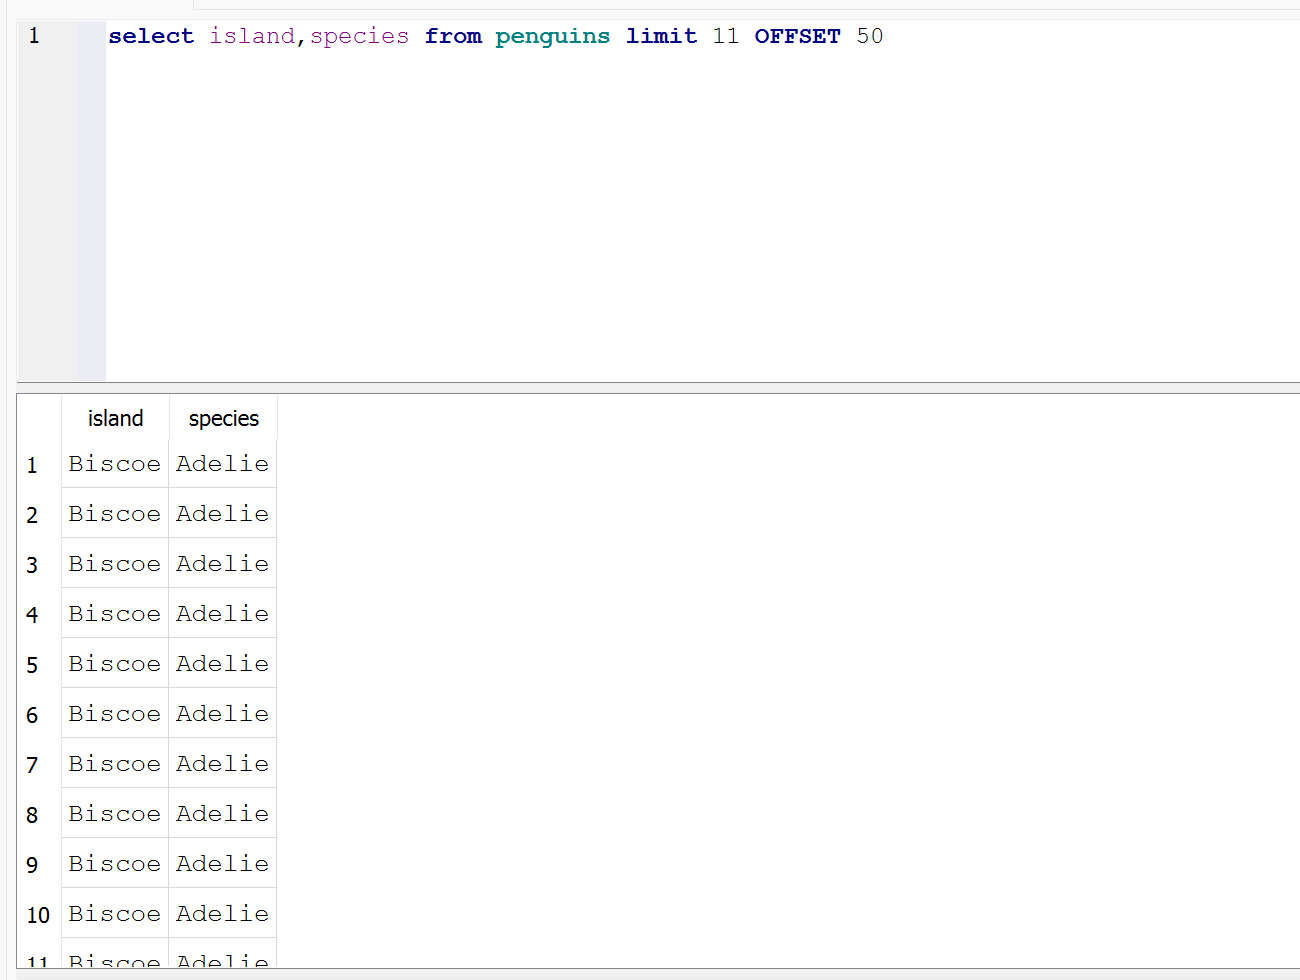 1 select island,species from penguins limit 11 OFFSET 50
island species
1 Biscoe Adelie
2 Biscoe Adelie
3 Biscoe Adelie
4 Biscoe Adelie
5 Biscoe Adelie
6 Biscoe Adelie
7 Biscoe Adelie
8 Biscoe Adelie
9 Biscoe Adelie
10 Biscoe Adelie
11 Biscoe Adelie